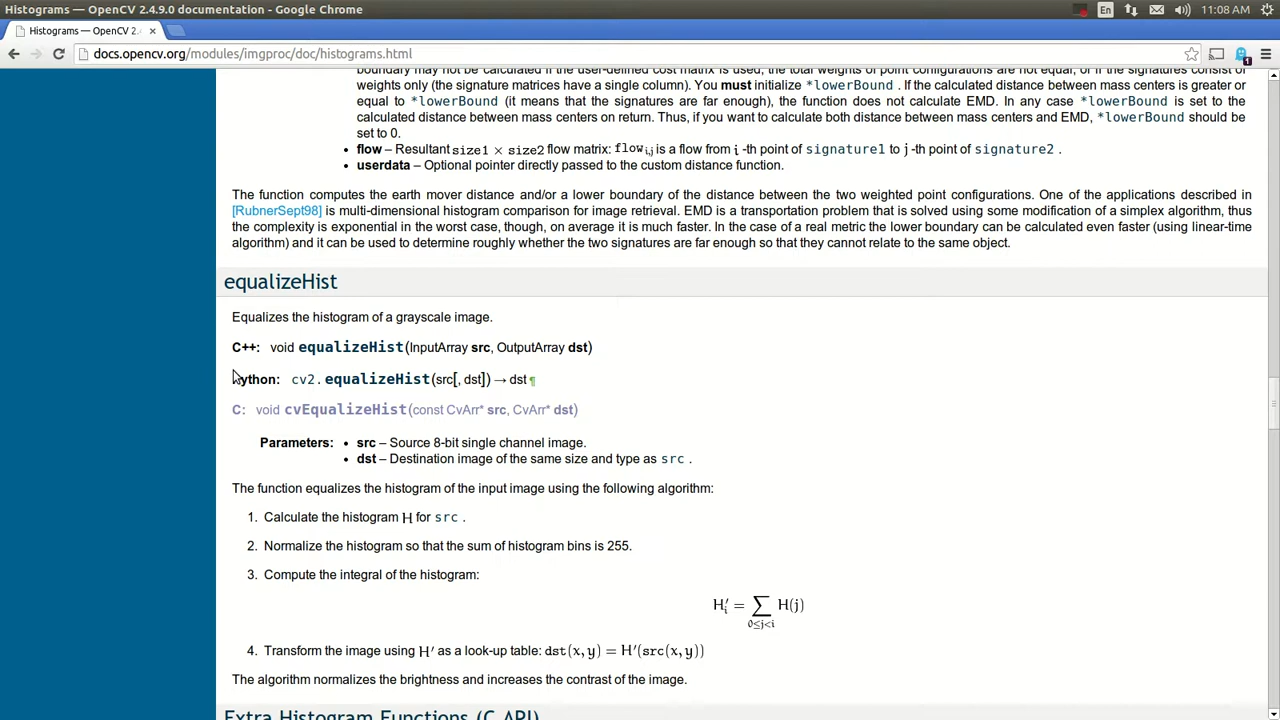 Histograms — OpenCV 2.4.9.0 documentation - Google Chrome
En
11:08 AM
Histograms — OpenCV 2.
docs.opencv.org/modules/imgproc/doc/histograms.html
1
boundary may not be calculated if the user-defined cost matrix is used, the total weights of point configurations are not equal, or if the signatures consist of
weights only (the signature matrices have a single column). You must initialize *lowerBound . If the calculated distance between mass centers is greater or
equal to *lowerBound (it means that the signatures are far enough), the function does not calculate EMD. In any case *lowerBound is set to the
calculated distance between mass centers on return. Thus, if you want to calculate both distance between mass centers and EMD, *lowerBound should be
set to 0.
• flow – Resultant size1 × size2 flow matrix: flow i,j is a flow from i -th point of signature1 to j -th point of signature2 .
• userdata – Optional pointer directly passed to the custom distance function.
The function computes the earth mover distance and/or a lower boundary of the distance between the two weighted point configurations. One of the applications described in
[RubnerSept98] is multi-dimensional histogram comparison for image retrieval. EMD is a transportation problem that is solved using some modification of a simplex algorithm, thus
the complexity is exponential in the worst case, though, on average it is much faster. In the case of a real metric the lower boundary can be calculated even faster (using linear-time
algorithm) and it can be used to determine roughly whether the two signatures are far enough so that they cannot relate to the same object.
equalizeHist
Equalizes the histogram of a grayscale image.
C++: void equalizeHist(InputArray src, OutputArray dst)
Python: cv2.equalizeHist(src[, dst]) → dst ¶
C: void cvEqualizeHist(const CvArr* src, CvArr* dst)
Parameters: • src – Source 8-bit single channel image.
• dst – Destination image of the same size and type as src .
The function equalizes the histogram of the input image using the following algorithm:
1. Calculate the histogram H for src .
2. Normalize the histogram so that the sum of histogram bins is 255.
3. Compute the integral of the histogram:
H′i = ∑ 0≤j<i H(j)
4. Transform the image using H′ as a look-up table: dst(x, y) = H′(src(x, y))
The algorithm normalizes the brightness and increases the contrast of the image.
Extra Histogram Functions (C API)